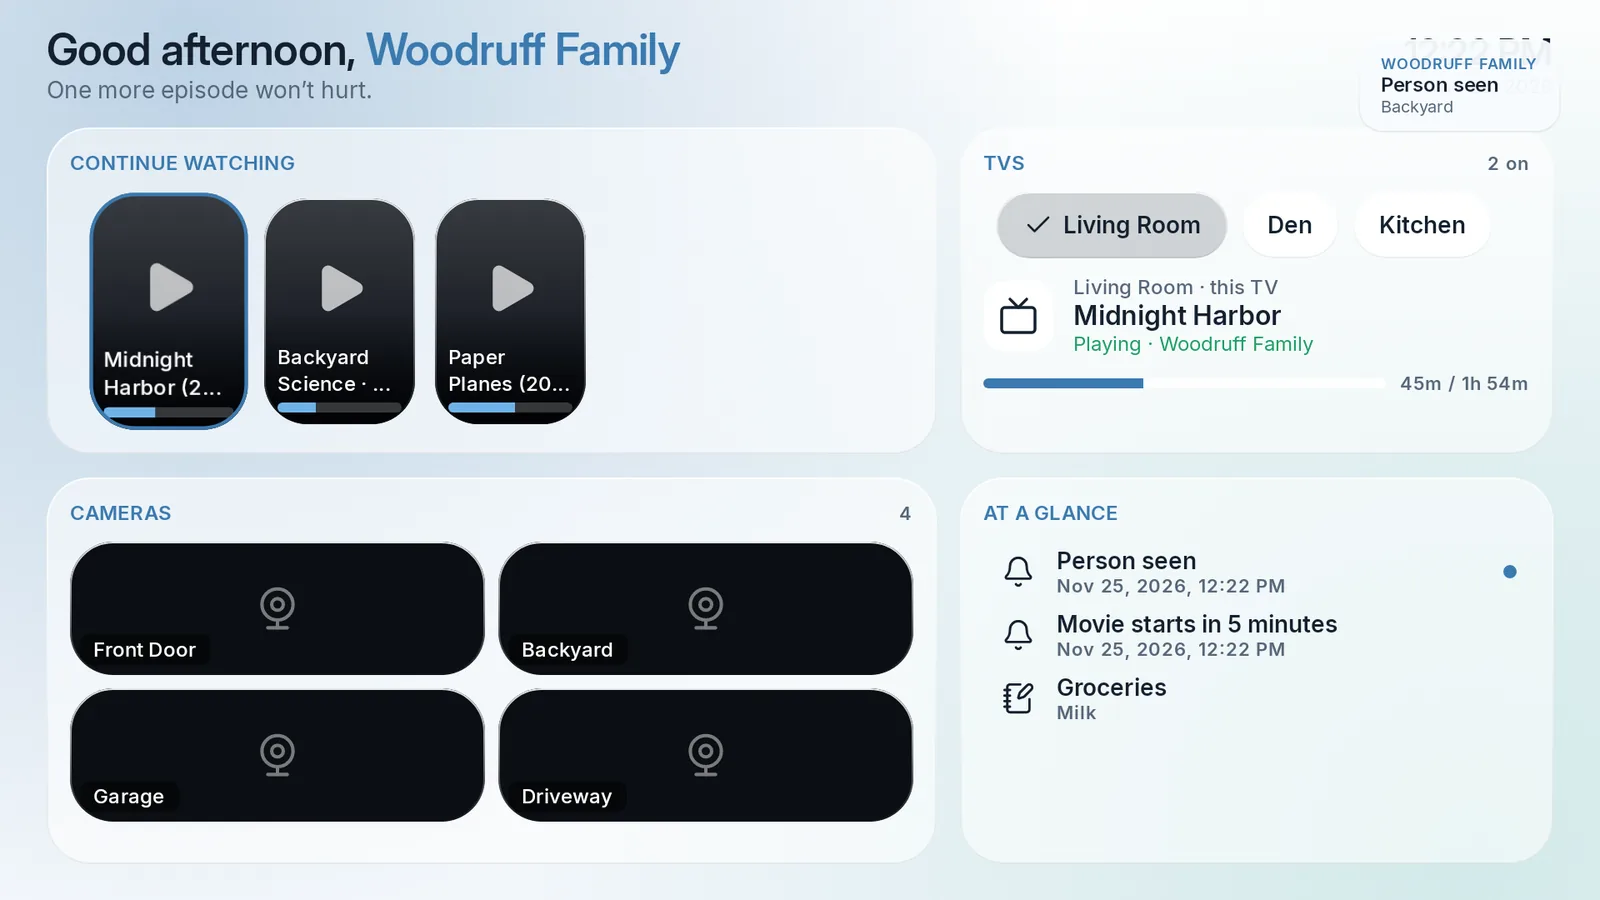 Good afternoon, Woodruff Family
One more episode won’t hurt.
12:22 PM
WOODRUFF FAMILY
Person seen
Backyard
CONTINUE WATCHING
Midnight
Harbor (2...
Backyard
Science · ...
Paper
Planes (20...
TVS
2 on
Living Room
Den
Kitchen
Living Room · this TV
Midnight Harbor
Playing · Woodruff Family
45m / 1h 54m
CAMERAS
4
Front Door
Backyard
Garage
Driveway
AT A GLANCE
Person seen
Nov 25, 2026, 12:22 PM
Movie starts in 5 minutes
Nov 25, 2026, 12:22 PM
Groceries
Milk